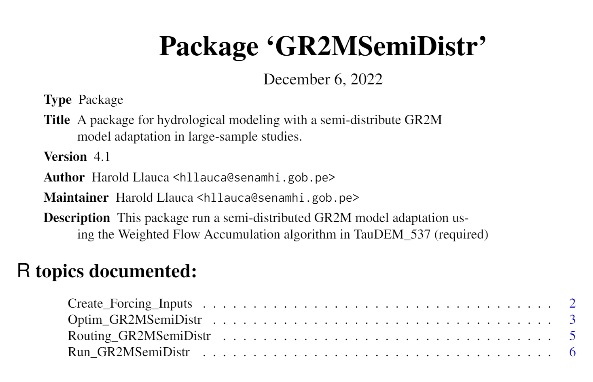 Package ‘GR2MSemiDistr’
December 6, 2022
Type Package
Title A package for hydrological modeling with a semi-distribute GR2M
model adaptation in large-sample studies.
Version 4.1
Author Harold Llauca <hllauca@senamhi.gob.pe>
Maintainer Harold Llauca <hllauca@senamhi.gob.pe>
Description This package run a semi-distributed GR2M model adaptation us-
ing the Weighted Flow Accumulation algorithm in TauDEM_537 (required)
R topics documented:
Create_Forcing_Inputs . . . . . . . . . . . . . . . . . . . . . . . . . . . . . . . . . . . 2
Optim_GR2MSemiDistr . . . . . . . . . . . . . . . . . . . . . . . . . . . . . . . . . . 3
Routing_GR2MSemiDistr . . . . . . . . . . . . . . . . . . . . . . . . . . . . . . . . . 5
Run_GR2MSemiDistr . . . . . . . . . . . . . . . . . . . . . . . . . . . . . . . . . . . 6